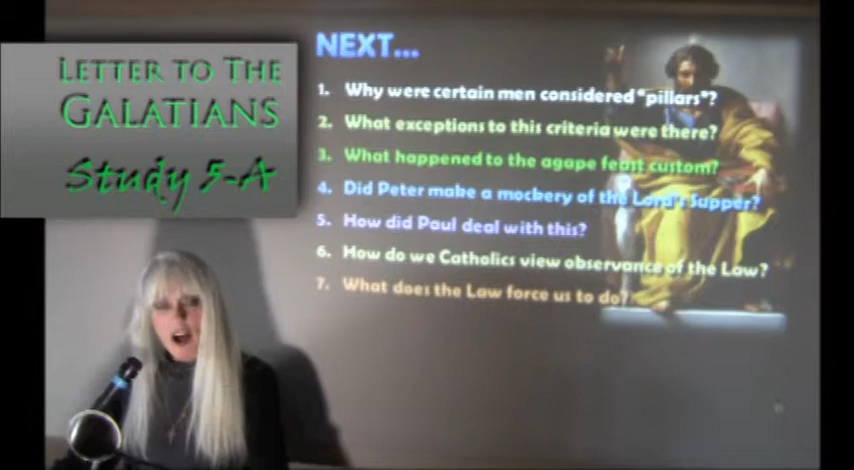 LETTER TO THE
GALATIANS
Study 5-A
NEXT...
1. Why were certain men considered "pillars"?
2. What exceptions to this criteria were there?
3. What happened to the agape feast custom?
4. Did Peter make a mockery of the Lord's Supper?
5. How did Paul deal with this?
6. How do we Catholics view observance of the Law?
7. What does the Law force us to do?